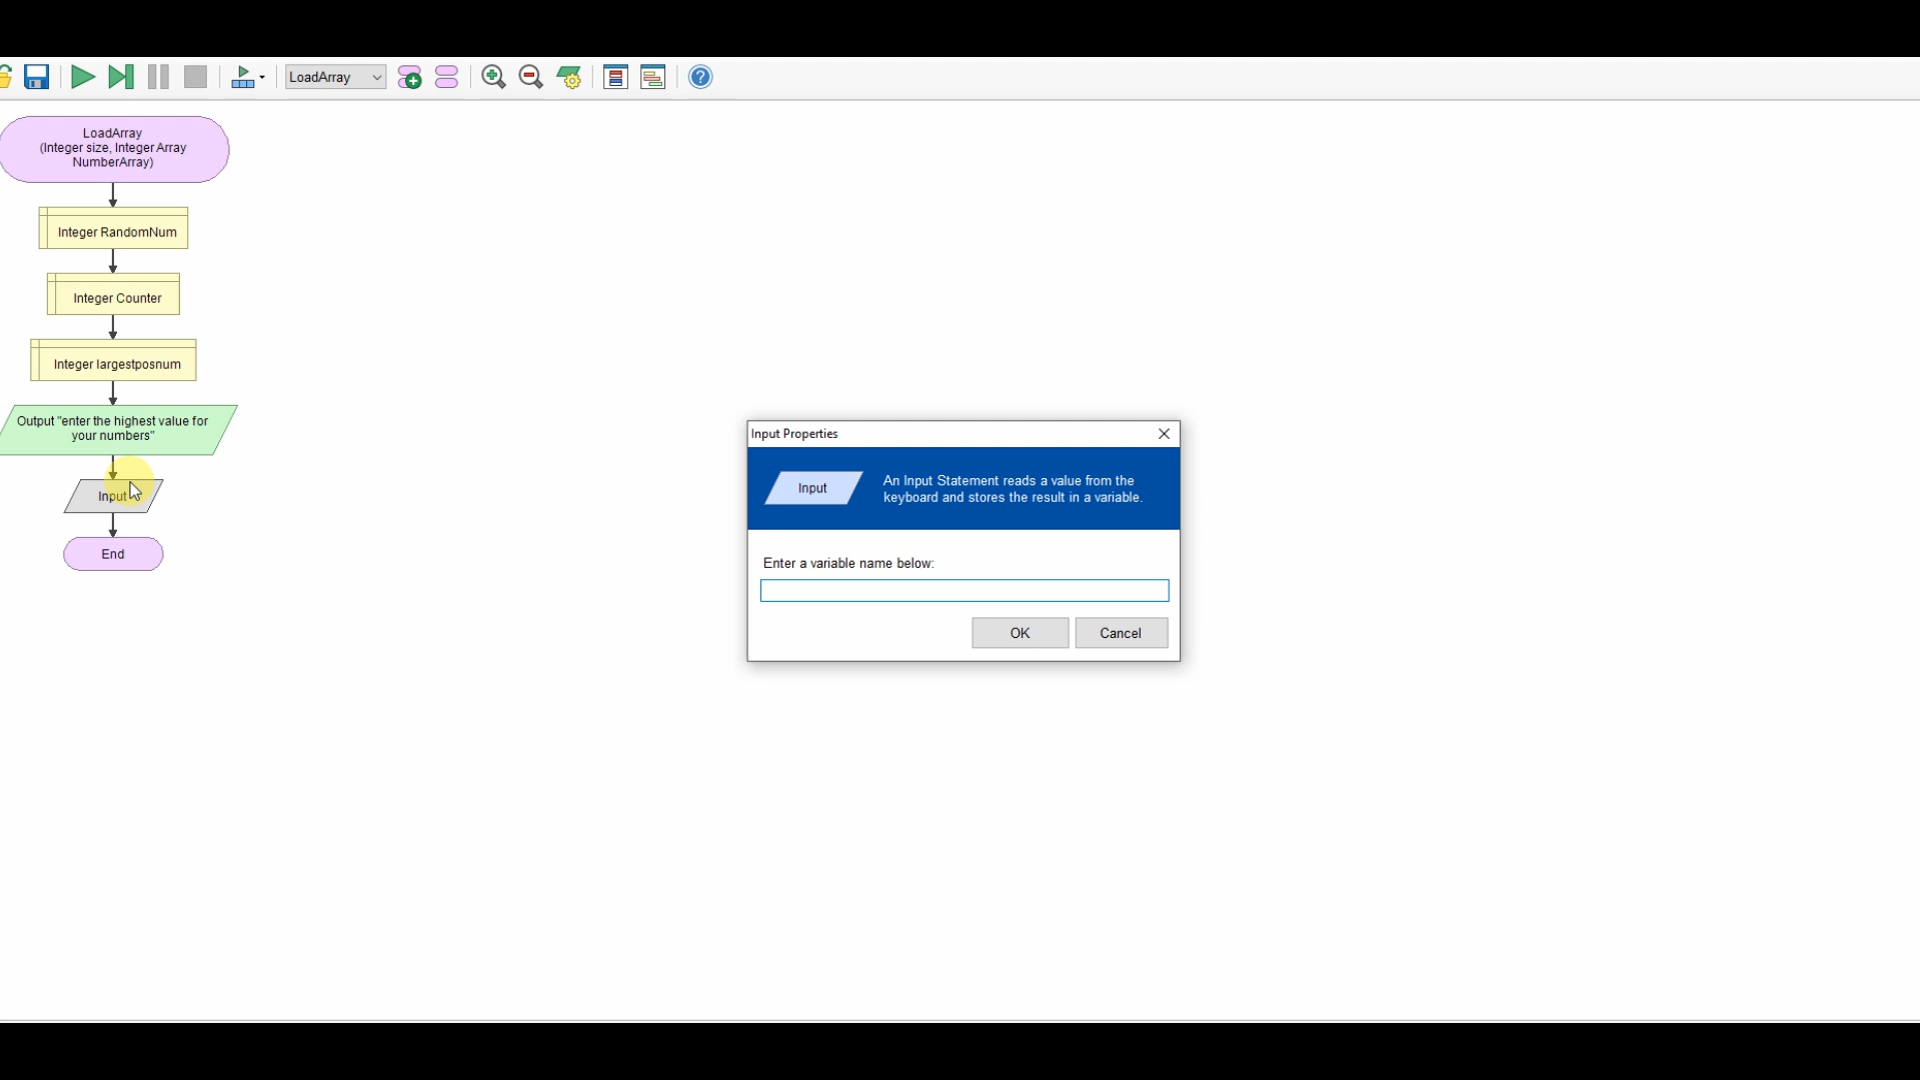 LoadArray
LoadArray
(Integer size, Integer Array
NumberArray)
Integer RandomNum
Integer Counter
Integer largestposnum
Output "enter the highest value for
your numbers"
Input
End
Input Properties
Input
An Input Statement reads a value from the
keyboard and stores the result in a variable.
Enter a variable name below:
OK
Cancel